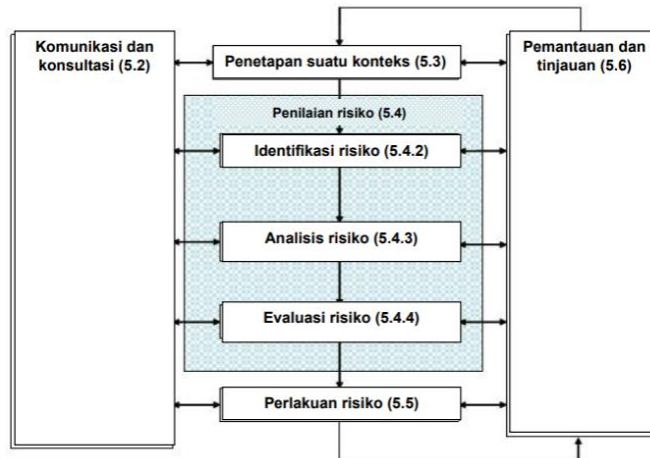 Komunikasi dan
konsultasi (5.2)
Penetapan suatu konteks (5.3)
Pemantauan dan
tinjauan (5.6)
Penilaian risiko (5.4)
Identifikasi risiko (5.4.2)
Analisis risiko (5.4.3)
Evaluasi risiko (5.4.4)
Perlakuan risiko (5.5)